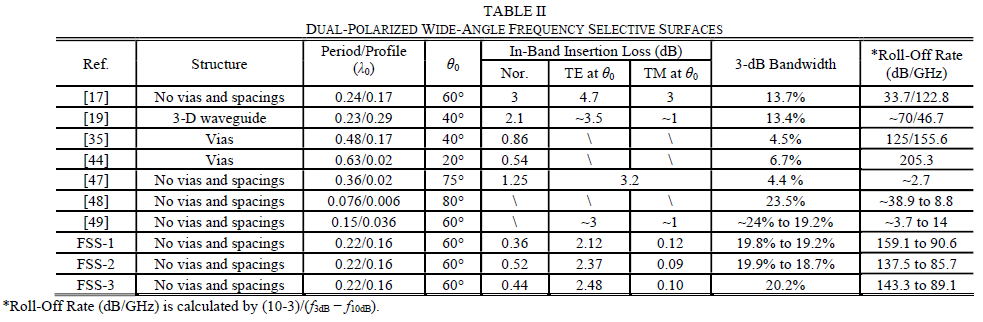 TABLE II
DUAL-POLARIZED WIDE-ANGLE FREQUENCY SELECTIVE SURFACES
Ref. Structure Period/Profile (λ0) θ0 In-Band Insertion Loss (dB) 3-dB Bandwidth *Roll-Off Rate (dB/GHz)
Nor. TE at θ0 TM at θ0
[17] No vias and spacings 0.24/0.17 60° 3 4.7 3 13.7% 33.7/122.8
[19] 3-D waveguide 0.23/0.29 40° 2.1 ~3.5 ~1 13.4% ~70/46.7
[35] Vias 0.48/0.17 40° 0.86 \ \ 4.5% 125/155.6
[44] Vias 0.63/0.02 20° 0.54 \ \ 6.7% 205.3
[47] No vias and spacings 0.36/0.02 75° 1.25 3.2 4.4 % ~2.7
[48] No vias and spacings 0.076/0.006 80° \ \ \ 23.5% ~38.9 to 8.8
[49] No vias and spacings 0.15/0.036 60° \ ~3 ~1 ~24% to 19.2% ~3.7 to 14
FSS-1 No vias and spacings 0.22/0.16 60° 0.36 2.12 0.12 19.8% to 19.2% 159.1 to 90.6
FSS-2 No vias and spacings 0.22/0.16 60° 0.52 2.37 0.09 19.9% to 18.7% 137.5 to 85.7
FSS-3 No vias and spacings 0.22/0.16 60° 0.44 2.48 0.10 20.2% 143.3 to 89.1
*Roll-Off Rate (dB/GHz) is calculated by (10-3)/(f3dB − f10dB).